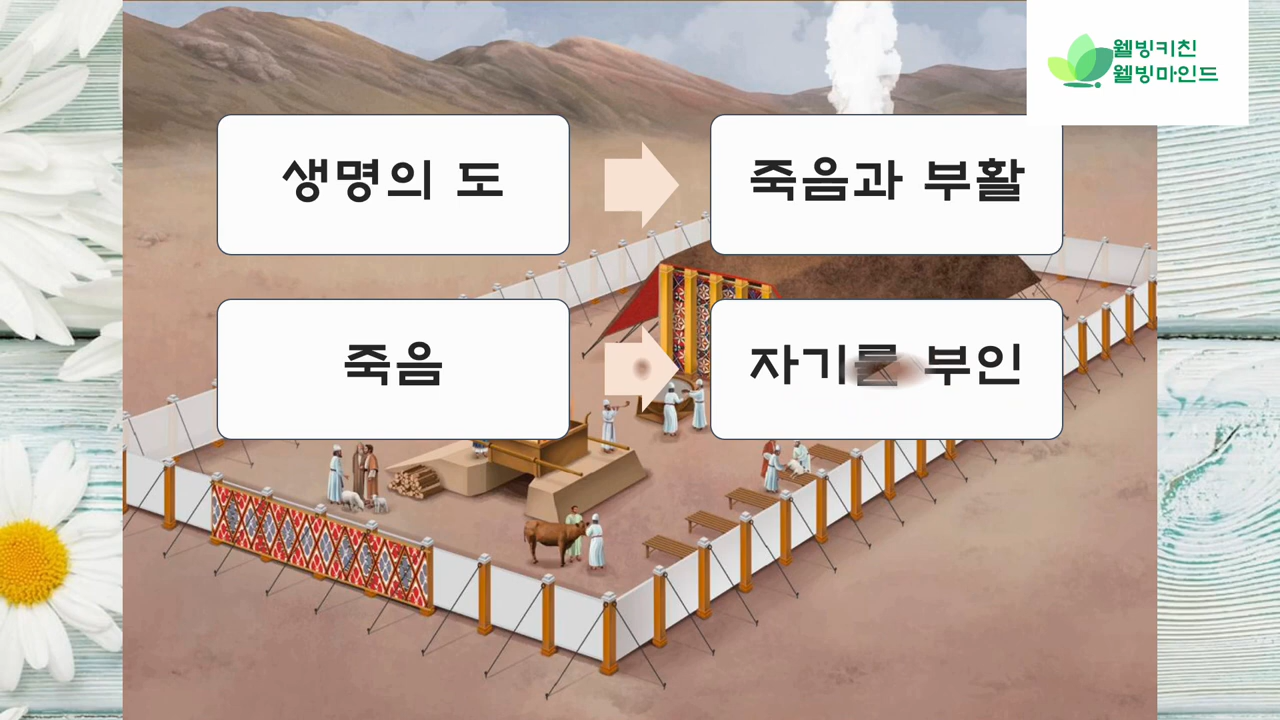 웰빙키친
웰빙마인드
생명의 도
죽음과 부활
죽음
자기를 부인